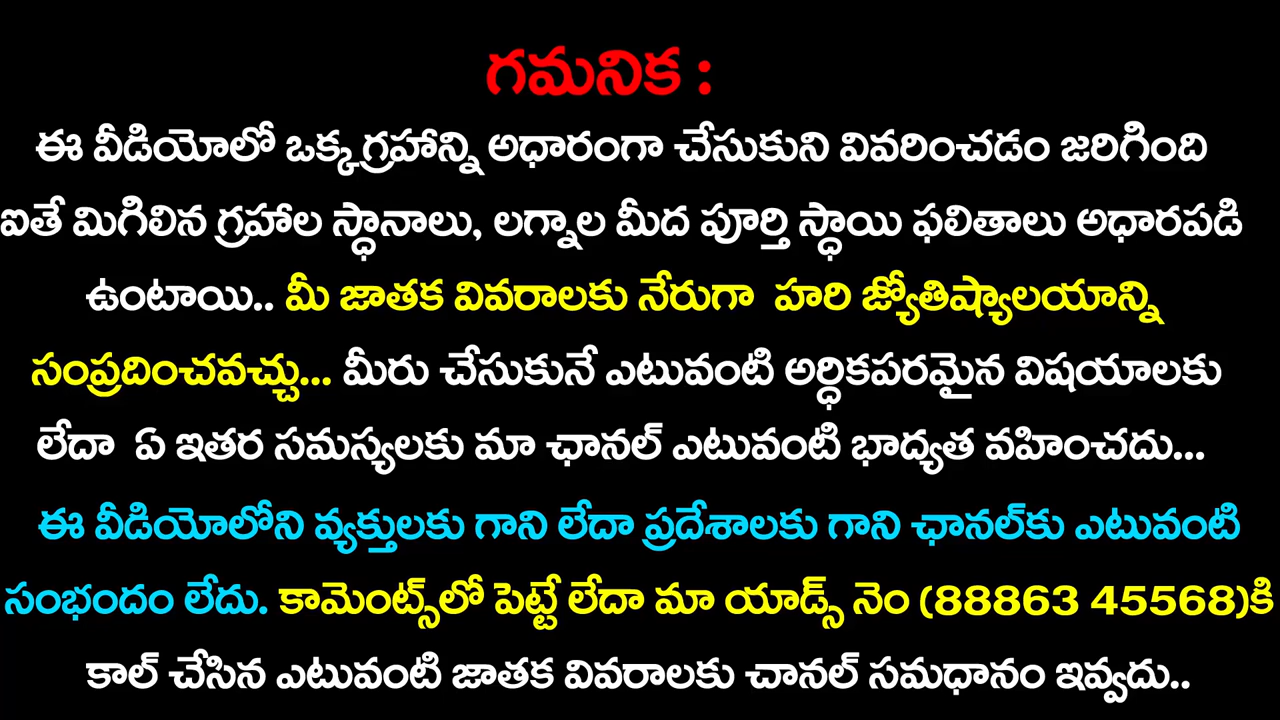 గమనిక :
ఈ వీడియోలో ఒక్కగ్రహాన్ని అధారంగా చేసుకుని వివరించడం జరిగింది
ఐతే మిగిలిన గ్రహాల స్ధానాలు, లగ్నాల మీద పూర్తి స్ధాయి ఫలితాలు అధారపడి
ఉంటాయి.. మీ జాతక వివరాలకు నేరుగా  హరి జ్యోతిష్యాలయాన్ని
సంప్రదించవచ్చు... మీరు చేసుకునే ఎటువంటి అర్ధికపరమైన విషయాలకు
లేదా  ఏ ఇతర సమస్యలకు మా ఛానల్ ఎటువంటి భాద్యత వహించదు...
ఈ వీడియోలోని వ్యక్తులకు గాని లేదా ప్రదేశాలకు గాని ఛానల్‌కు ఎటువంటి
సంభందం లేదు. కామెంట్స్‌లో పెట్టే లేదా మా యాడ్స్ నెం (88863 45568)కి
కాల్ చేసిన ఎటువంటి జాతక వివరాలకు చానల్ సమధానం ఇవ్వదు..